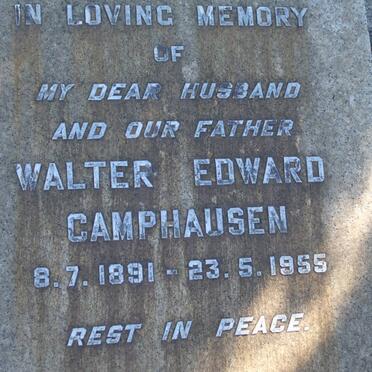 IN LOVING MEMORY
OF
MY DEAR HUSBAND
AND OUR FATHER
WALTER EDWARD
CAMPHAUSEN
8.7.1891 - 23.5.1955
REST IN PEACE.